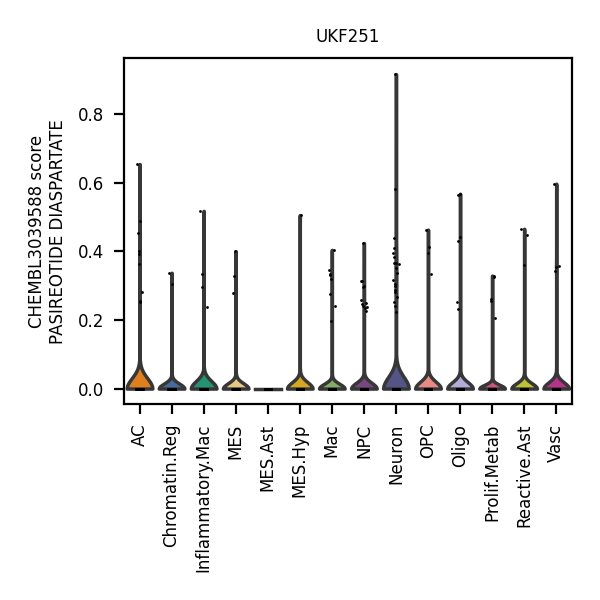 UKF251
CHEMBL3039588 score
PASIREOTIDE DIASPARTATE
0.8
0.6
0.4
0.2
0.0
AC
Chromatin.Reg
Inflammatory.Mac
MES
MES.Ast
MES.Hyp
Mac
NPC
Neuron
OPC
Oligo
Prolif.Metab
Reactive.Ast
Vasc